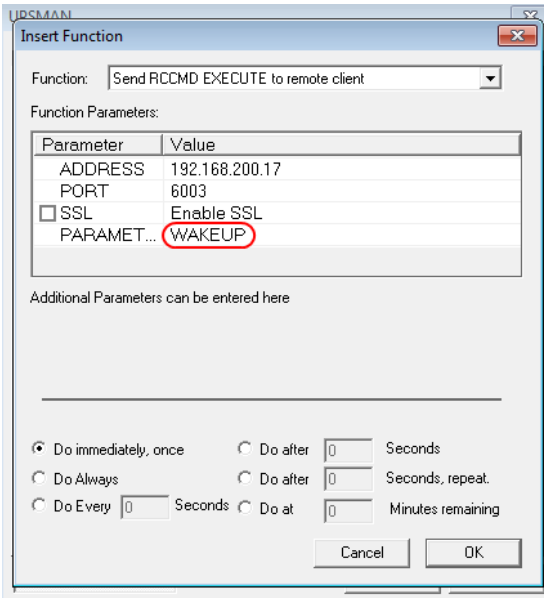 UPSMAN
Insert Function
Function: Send RCCMD EXECUTE to remote client
Function Parameters:
Parameter Value
ADDRESS 192.168.200.17
PORT 6003
SSL Enable SSL
PARAMET... WAKEUP
Additional Parameters can be entered here
Do immediately, once Do after 0 Seconds
Do Always Do after 0 Seconds, repeat.
Do Every 0 Seconds Do at 0 Minutes remaining
Cancel OK